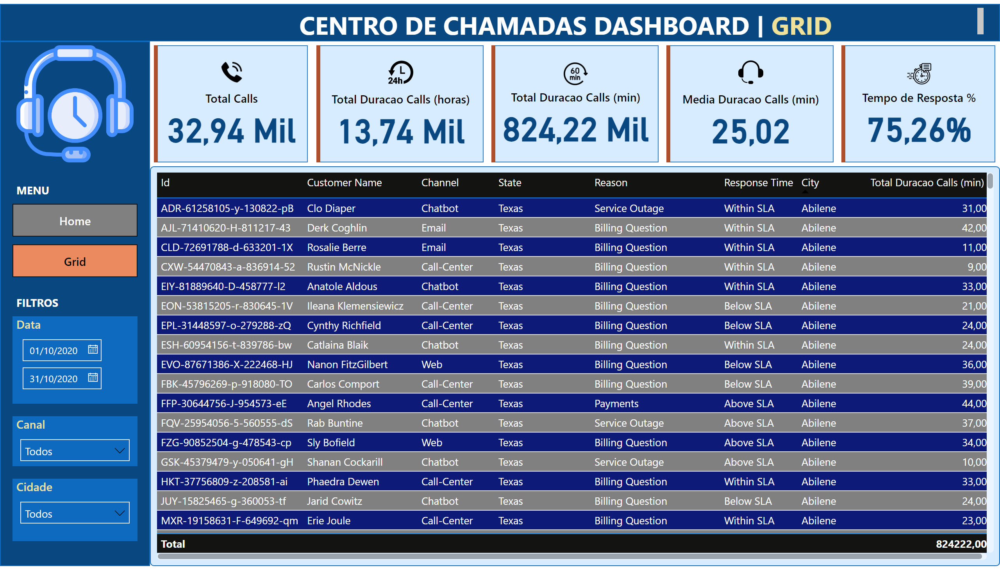 CENTRO DE CHAMADAS DASHBOARD | GRID
Total Calls
32,94 Mil
24h
Total Duracao Calls (horas)
13,74 Mil
60
min
Total Duracao Calls (min)
824,22 Mil
Media Duracao Calls (min)
25,02
Tempo de Resposta %
75,26%
MENU
Home
Grid
FILTROS
Data
01/10/2020
31/10/2020
Canal
Todos
Cidade
Todos
Id Customer Name Channel State Reason Response Time City Total Duracao Calls (min)
ADR-61258105-y-130822-pB Clo Diaper Chatbot Texas Service Outage Within SLA Abilene 31,00
AJL-71410620-H-811217-43 Derk Coghlin Email Texas Billing Question Within SLA Abilene 42,00
CLD-72691788-d-633201-1X Rosalie Berre Email Texas Billing Question Within SLA Abilene 11,00
CXW-54470843-a-836914-52 Rustin McNickle Call-Center Texas Billing Question Within SLA Abilene 9,00
EIY-81889640-D-458777-l2 Anatole Aldous Chatbot Texas Billing Question Within SLA Abilene 33,00
EON-53815205-r-830645-1V Ileana Klemensiewicz Call-Center Texas Billing Question Below SLA Abilene 21,00
EPL-31448597-o-279288-zQ Cynthy Richfield Call-Center Texas Billing Question Below SLA Abilene 24,00
ESH-60954156-t-839786-bw Catlaina Blaik Chatbot Texas Billing Question Within SLA Abilene 24,00
EVO-87671386-X-222468-HJ Nanon FitzGilbert Web Texas Billing Question Below SLA Abilene 36,00
FBK-45796269-p-918080-TO Carlos Comport Call-Center Texas Billing Question Below SLA Abilene 39,00
FFP-30644756-J-954573-eE Angel Rhodes Call-Center Texas Payments Above SLA Abilene 44,00
FQV-25954056-5-560555-dS Rab Buntine Chatbot Texas Service Outage Above SLA Abilene 37,00
FZG-90852504-g-478543-cp Sly Bofield Web Texas Billing Question Above SLA Abilene 34,00
GSK-45379479-y-050641-gH Shanan Cockarill Chatbot Texas Service Outage Above SLA Abilene 10,00
HKT-37756809-z-208581-ai Phaedra Dewen Call-Center Texas Billing Question Within SLA Abilene 33,00
JUY-15825465-g-360053-tf Jarid Cowitz Chatbot Texas Billing Question Below SLA Abilene 24,00
MXR-19158631-F-649692-qm Erie Joule Call-Center Texas Billing Question Within SLA Abilene 23,00
Total 824222,00